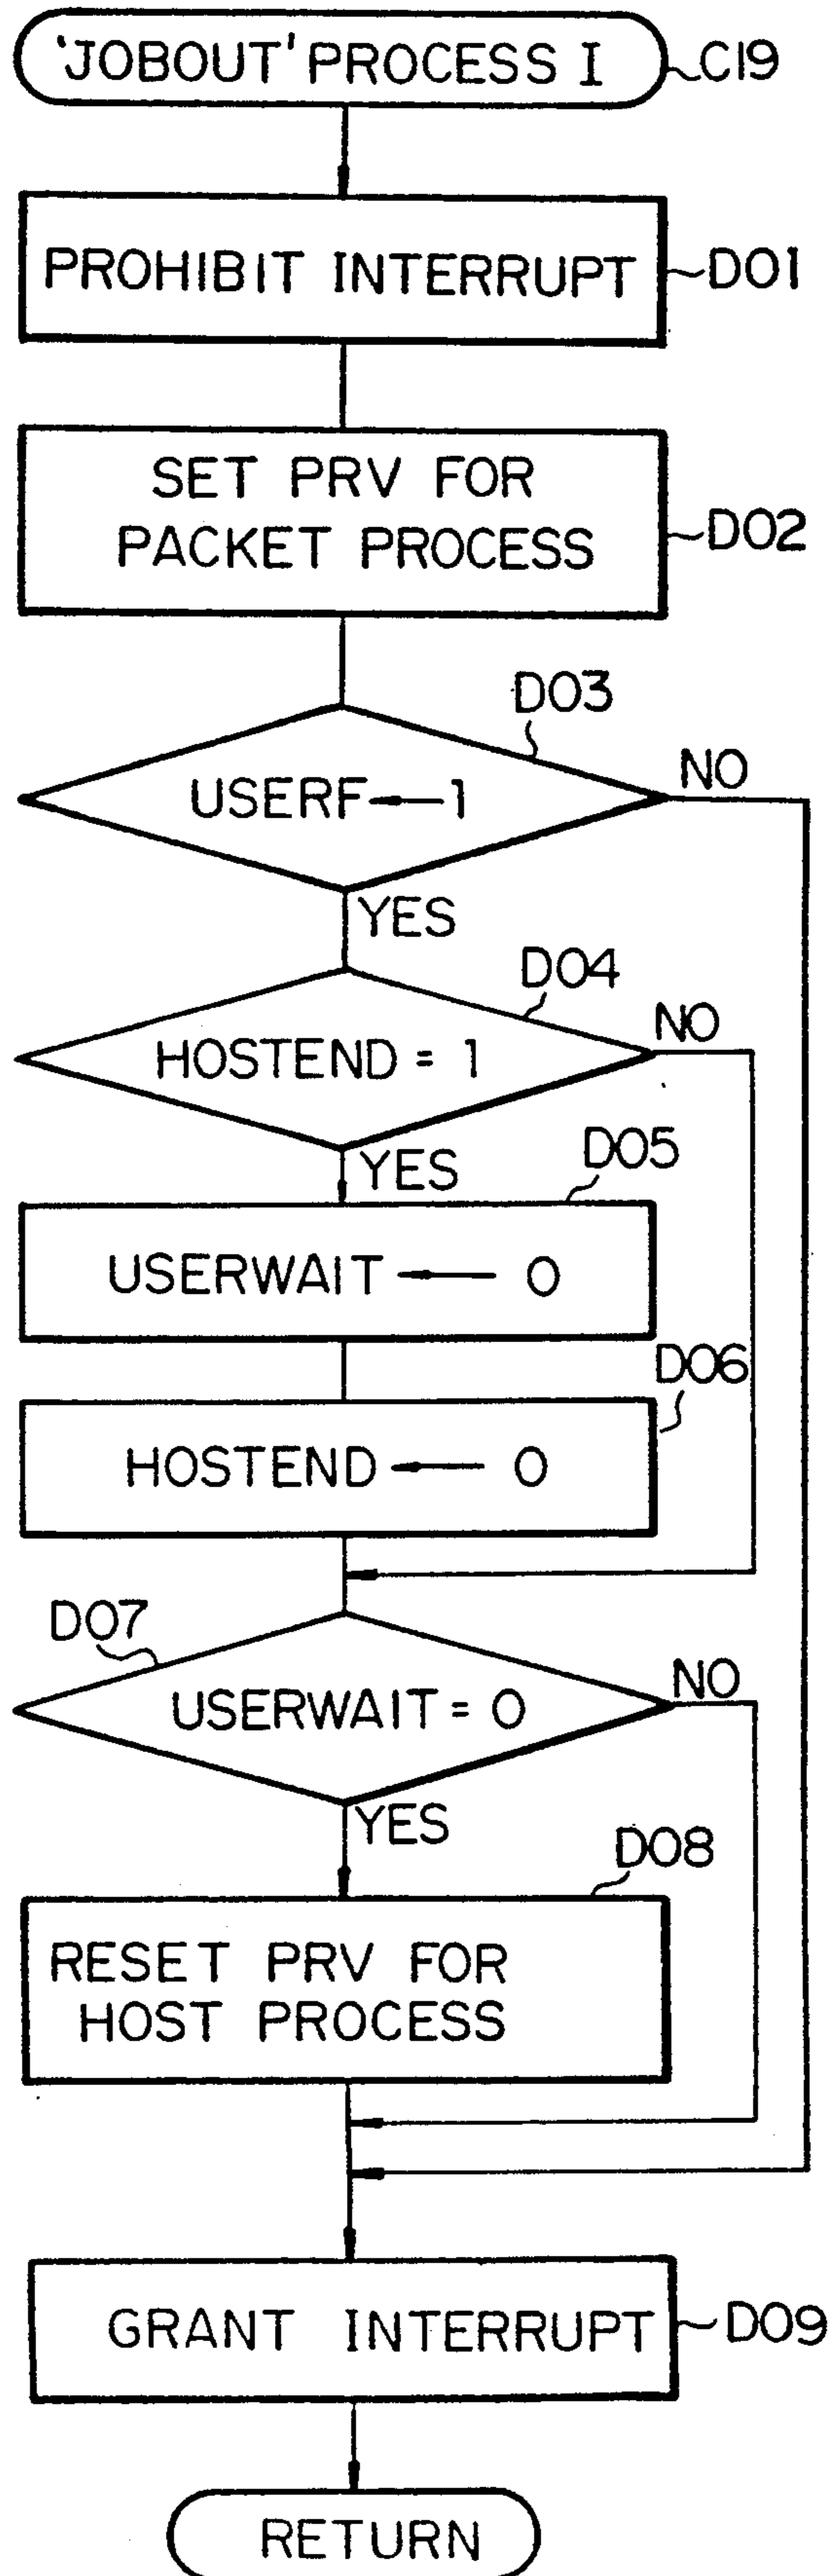 'JOBOUT' PROCESS I
C19
PROHIBIT INTERRUPT
D01
SET PRV FOR
PACKET PROCESS
D02
D03
USERF ← 1
NO
YES
D04
HOSTEND = 1
NO
YES
D05
USERWAIT ← 0
D06
HOSTEND ← 0
D07
USERWAIT = 0
NO
YES
D08
RESET PRV FOR
HOST PROCESS
GRANT INTERRUPT
D09
RETURN